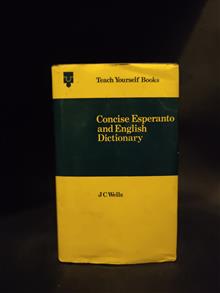 Teach Yourself Books
Concise Esperanto
and English
Dictionary
J C Wells